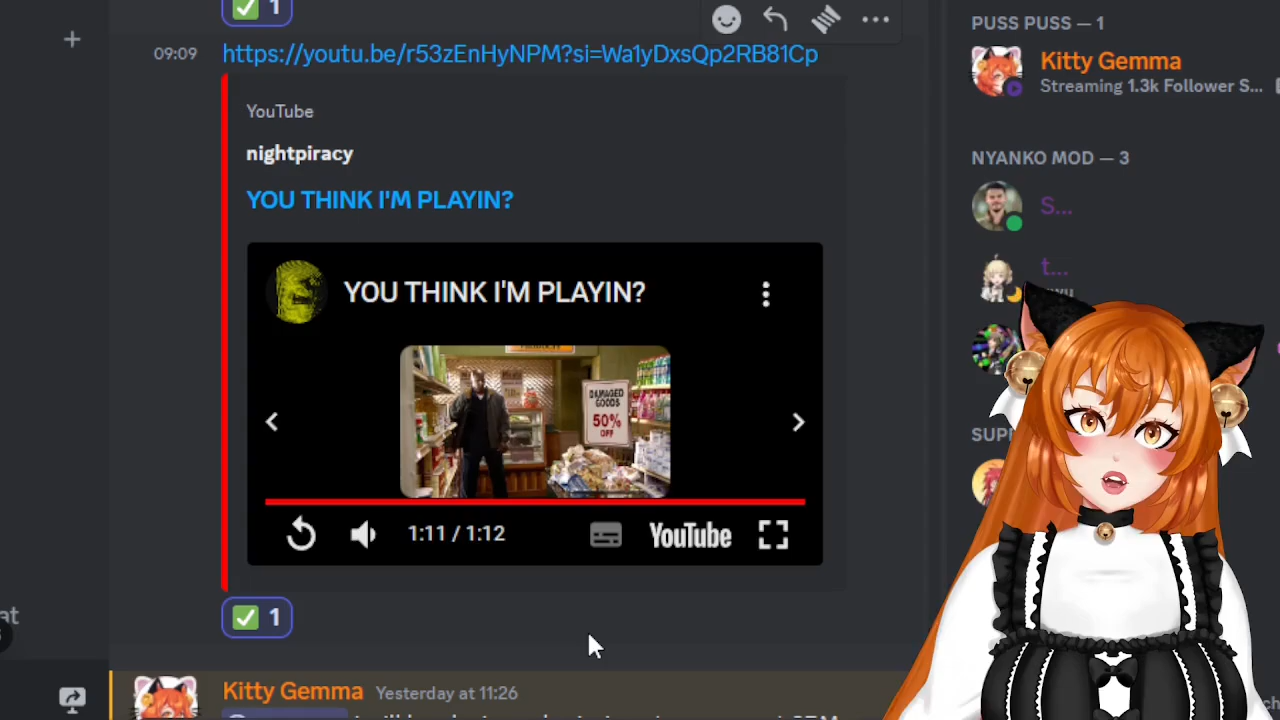 ✅ 1
PUSS PUSS — 1
Kitty Gemma
Streaming 1.3k Follower S...
09:09 https://youtu.be/r53zEnHyNPM?si=Wa1yDxsQp2RB81Cp
YouTube
nightpiracy
YOU THINK I'M PLAYIN?
NYANKO MOD — 3
S...
t...
YOU THINK I'M PLAYIN?
DAMAGED
GOODS
50%
OFF
1:11 / 1:12
YouTube
SUP
✅ 1
at
Kitty Gemma Yesterday at 11:26